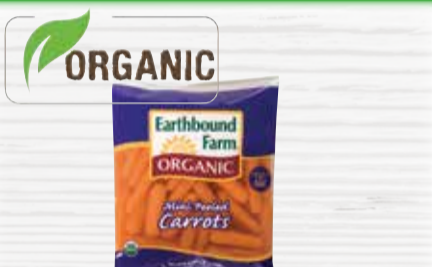 ORGANIC
Earthbound
Farm
ORGANIC
Mini Peeled
Carrots